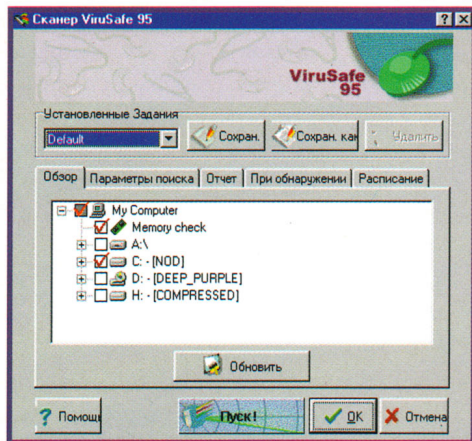 Сканер ViruSafe 95
ViruSafe
95
Установленные Задания
Default
Сохран.
Сохран. как
Удалить
Обзор
Параметры поиска
Отчет
При обнаружении
Расписание
My Computer
Memory check
A:\
C: - [NOD]
D: - [DEEP_PURPLE]
H: - [COMPRESSED]
Обновить
? Помощь
Пуск!
OK
Отмена